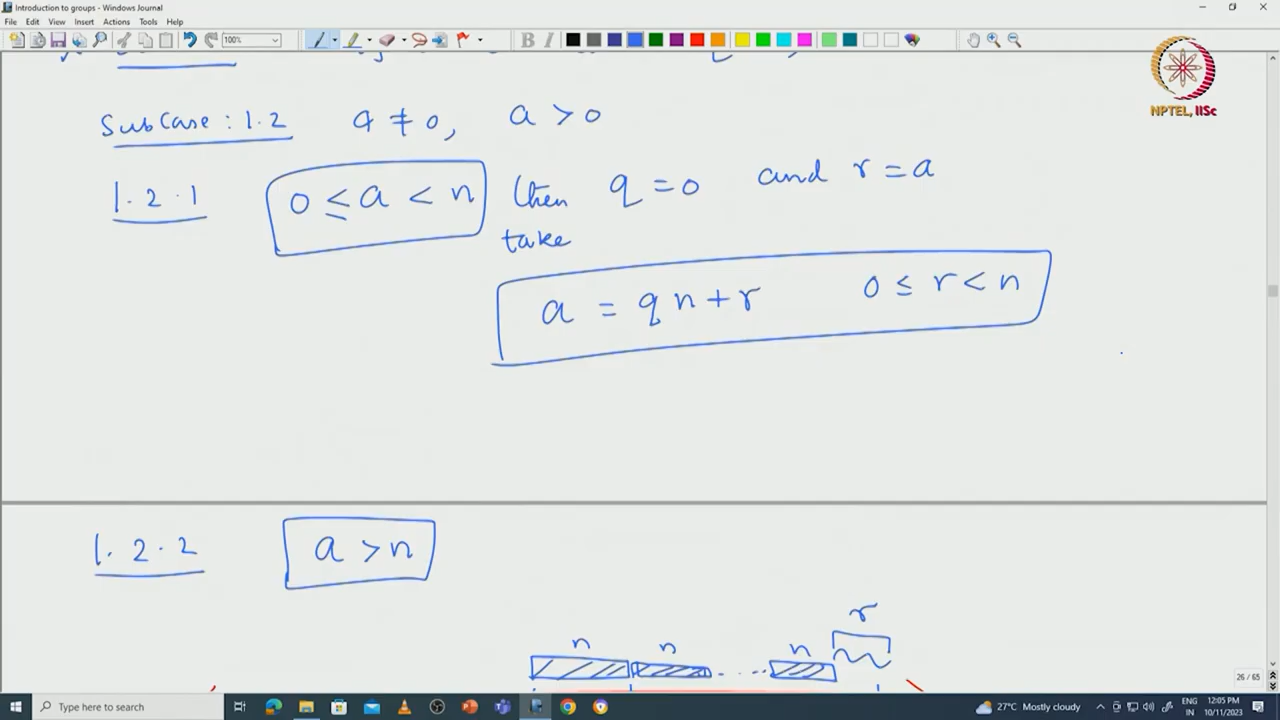 Introduction to groups - Windows Journal
File Edit View Insert Actions Tools Help
100%
B I
NPTEL, IISc
SubCase: 1.2 a ≠ 0, a > 0
1.2.1 0 ≤ a < n then q = 0 and r = a
take
a = qn + r 0 ≤ r < n
1.2.2 a > n
r
n n n
26 / 65
Type here to search
27°C Mostly cloudy
ENG
IN
12:05 PM
10/11/2023